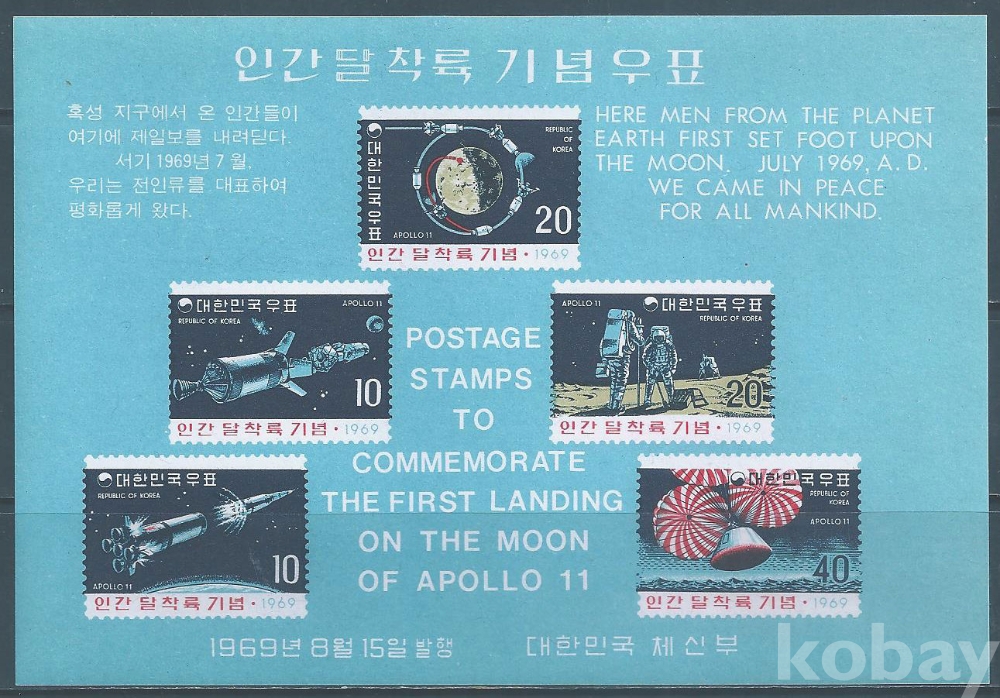 인간달착륙 기념우표
혹성 지구에서 온 인간들이
여기에 제일보를 내려딛다.
서기 1969년 7월,
우리는 전인류를 대표하여
평화롭게 왔다.
HERE MEN FROM THE PLANET
EARTH FIRST SET FOOT UPON
THE MOON. JULY 1969, A. D.
WE CAME IN PEACE
FOR ALL MANKIND.
대한민국우표
REPUBLIC
OF KOREA
APOLLO 11
20
인간 달 착륙 기념 · 1969
대한민국우표
APOLLO 11
REPUBLIC OF KOREA
10
인간 달 착륙 기념 · 1969
APOLLO 11
대한민국우표
REPUBLIC OF KOREA
20
인간 달 착륙 기념 · 1969
POSTAGE
STAMPS
TO
COMMEMORATE
THE FIRST LANDING
ON THE MOON
OF APOLLO 11
대한민국우표
REPUBLIC OF KOREA
APOLLO 11
10
인간 달 착륙 기념 · 1969
대한민국우표
REPUBLIC OF
KOREA
APOLLO 11
40
인간 달 착륙 기념 · 1969
1969년 8월 15일 발행
대한민국 체신부
kobay